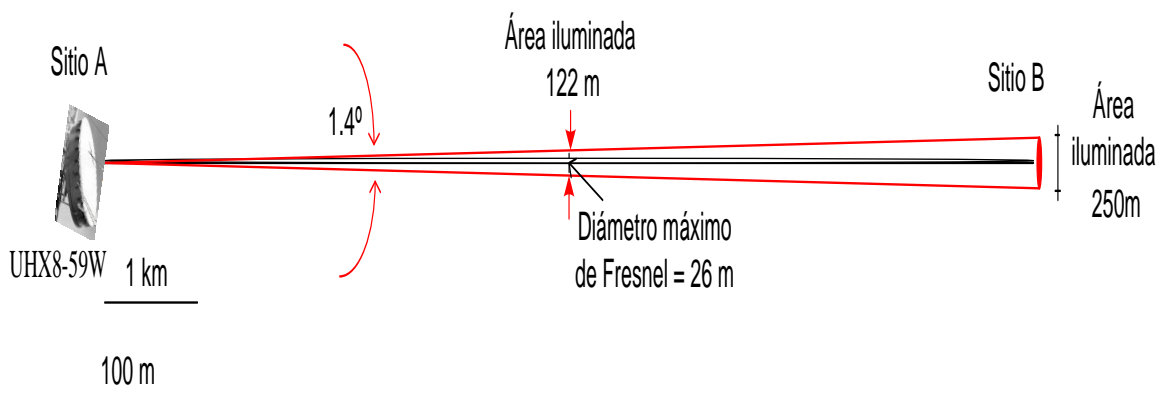 Sitio A
UHX8-59W
1 km
100 m
1.4º
Área iluminada
122 m
Diámetro máximo
de Fresnel = 26 m
Sitio B
Área
iluminada
250m